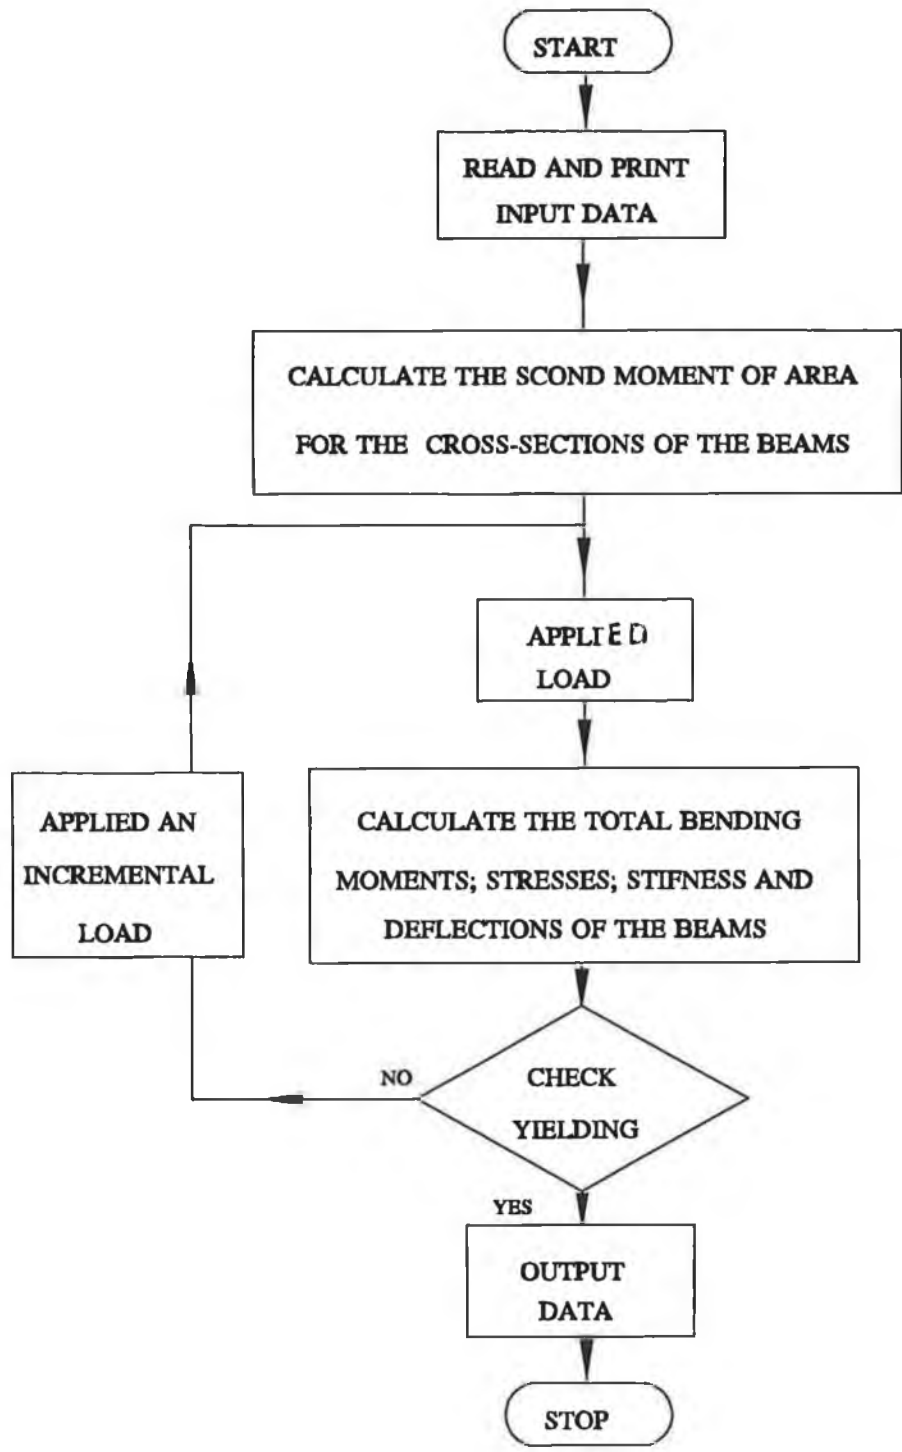 START
READ AND PRINT
INPUT DATA
CALCULATE THE SCOND MOMENT OF AREA
FOR THE CROSS-SECTIONS OF THE BEAMS
APPLIED
LOAD
APPLIED AN
INCREMENTAL
LOAD
CALCULATE THE TOTAL BENDING
MOMENTS; STRESSES; STIFNESS AND
DEFLECTIONS OF THE BEAMS
NO
CHECK
YIELDING
YES
OUTPUT
DATA
STOP